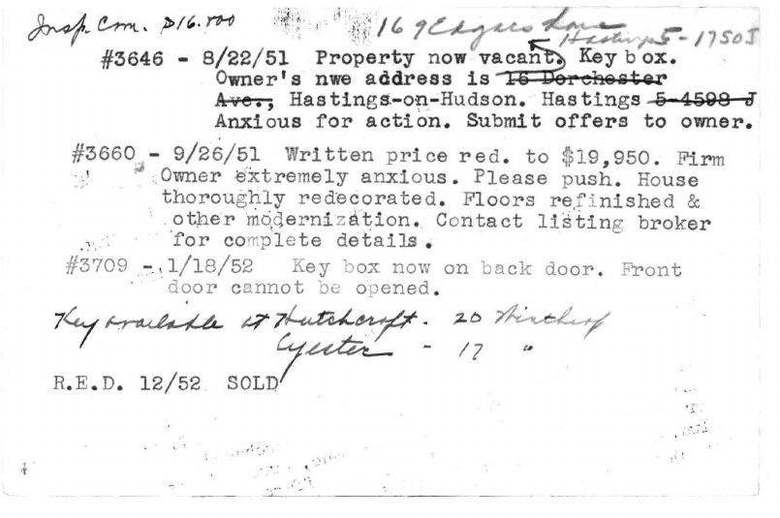 Insp. Com. D16.700
169 Edgars Lane
Hastings 5-1750J
#3646 - 8/22/51 Property now vacant. Key box.
Owner's nwe address is 16 Dorchester
Ave., Hastings-on-Hudson. Hastings 5-4598 J
Anxious for action. Submit offers to owner.
#3660 - 9/26/51 Written price red. to $19,950. Firm
Owner extremely anxious. Please push. House
thoroughly redecorated. Floors refinished &
other modernization. Contact listing broker
for complete details.
#3709 - 1/18/52 Key box now on back door. Front
door cannot be opened.
Key available at Hutchcroft. 20 Winthrop
- 17 "
R.E.D. 12/52 SOLD